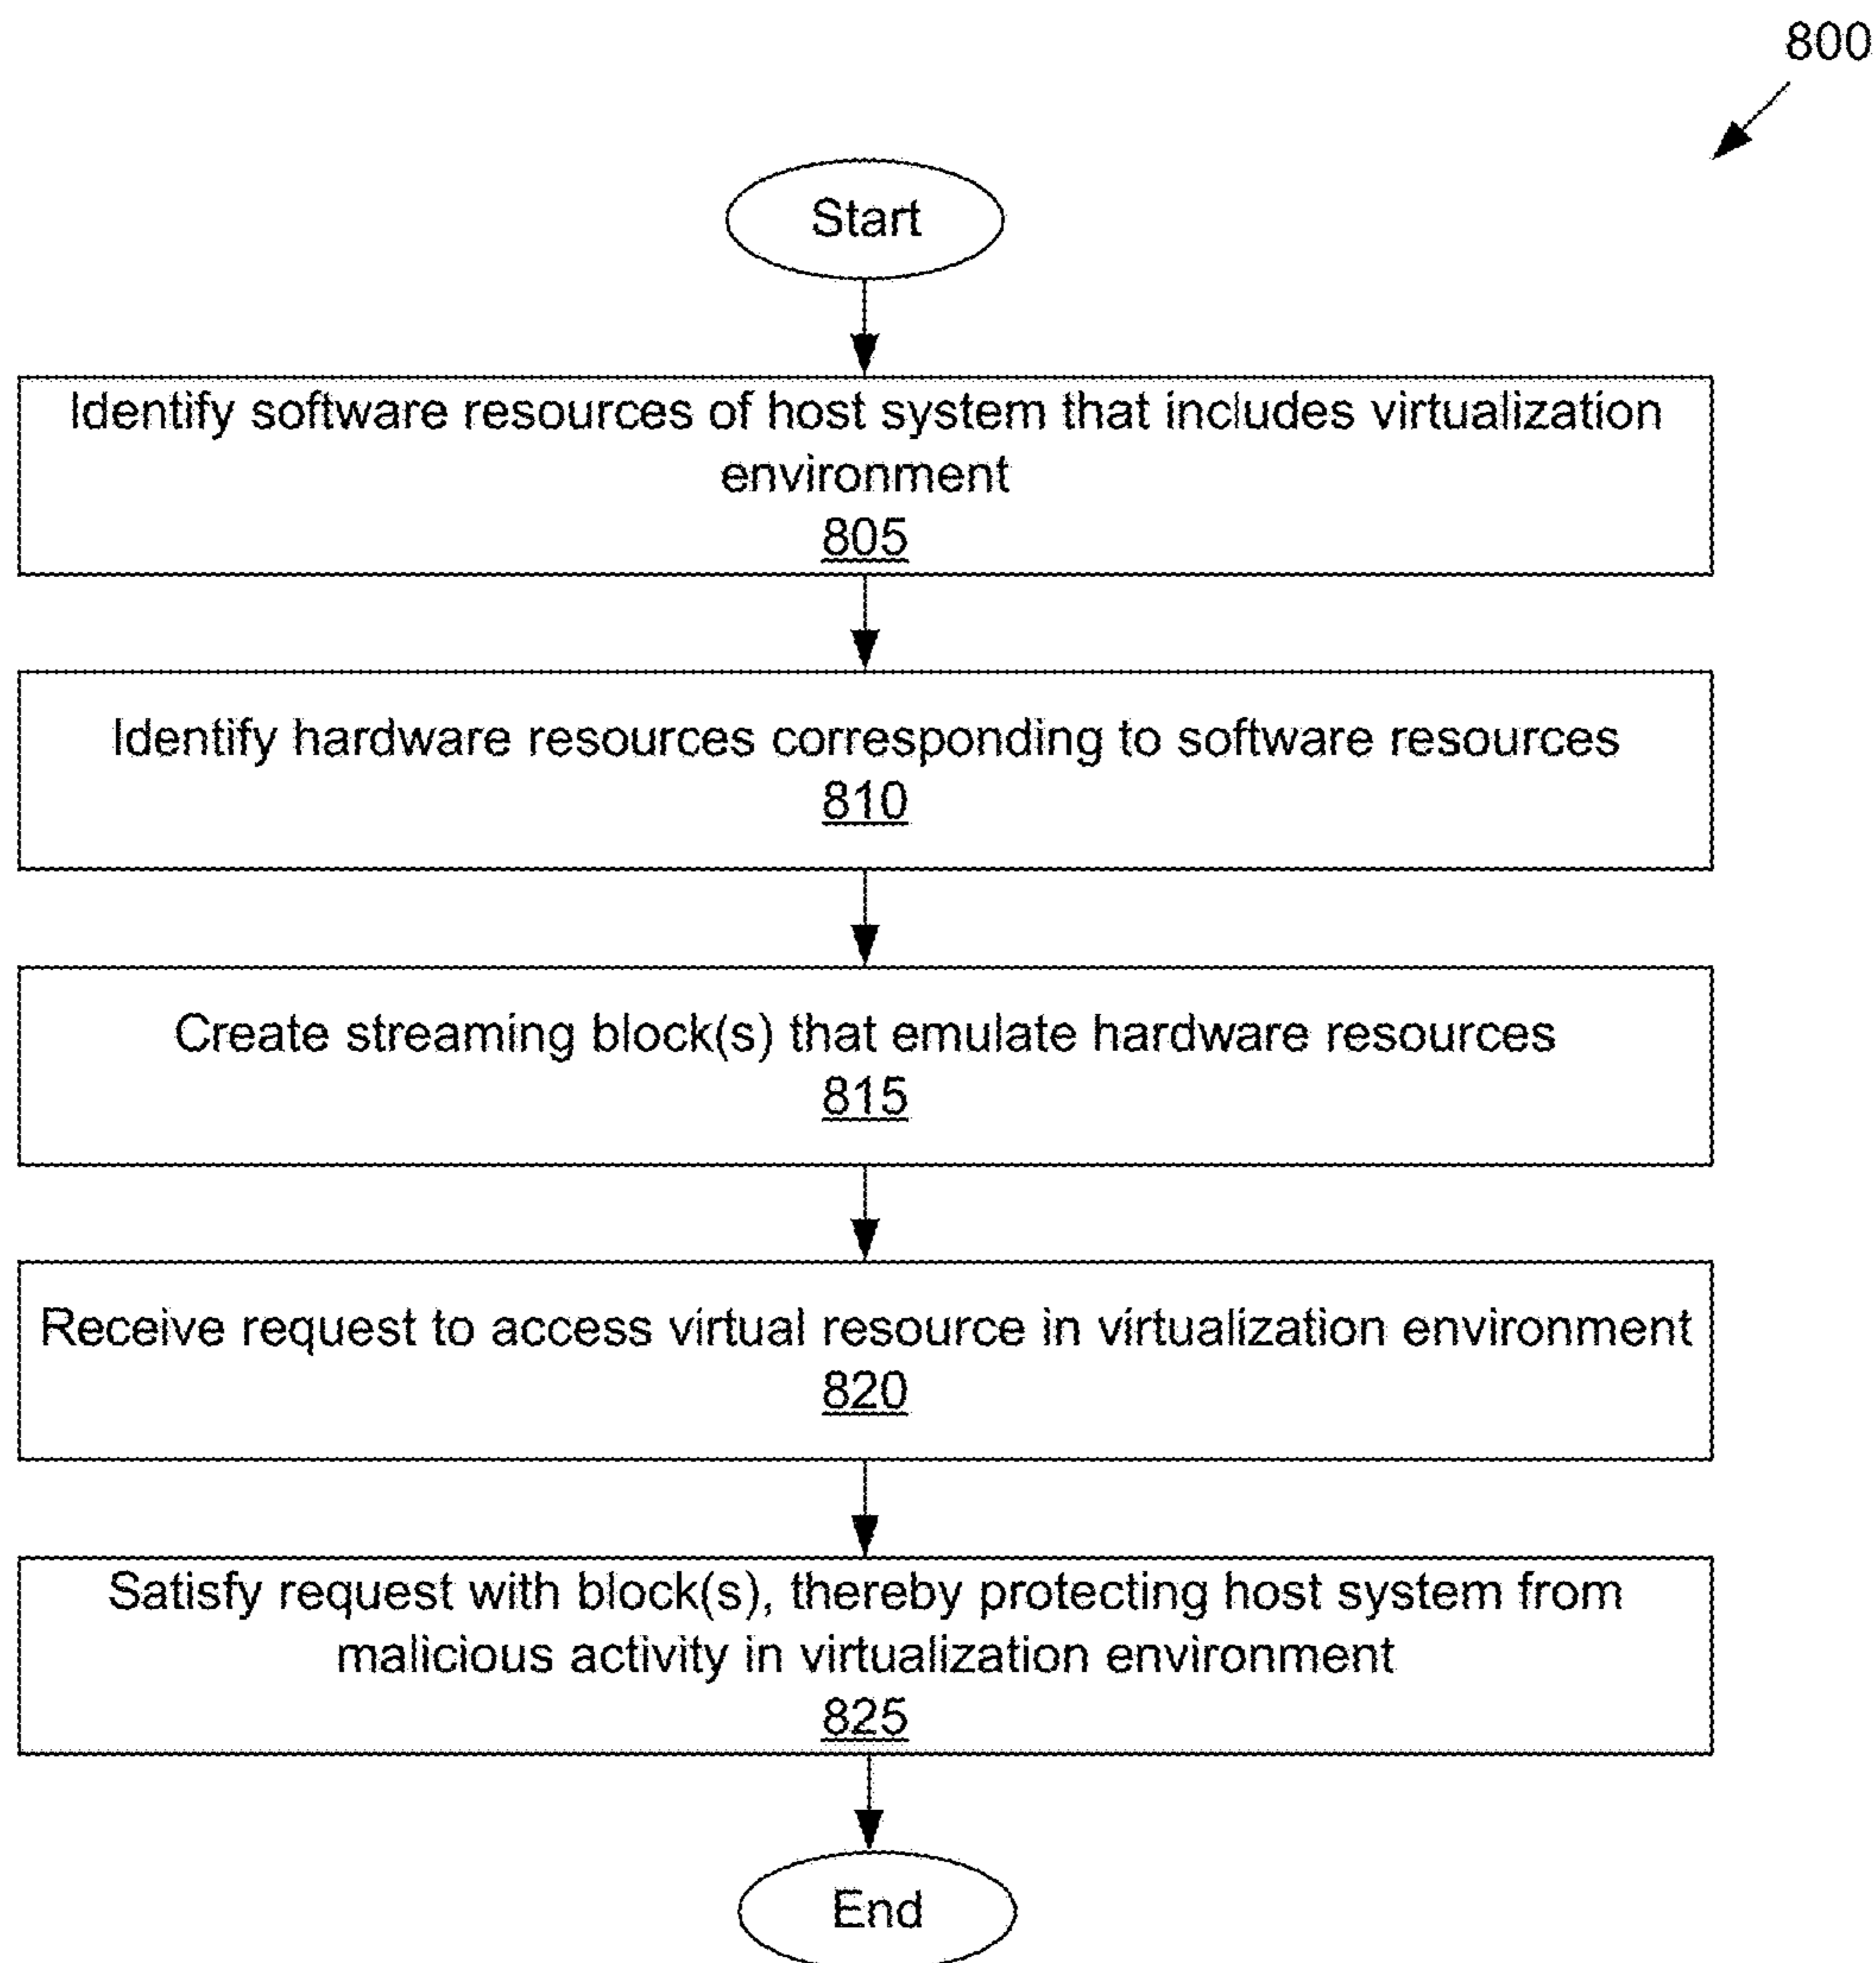 800
Start
Identify software resources of host system that includes virtualization
environment
805
Identify hardware resources corresponding to software resources
810
Create streaming block(s) that emulate hardware resources
815
Receive request to access virtual resource in virtualization environment
820
Satisfy request with block(s), thereby protecting host system from
malicious activity in virtualization environment
825
End